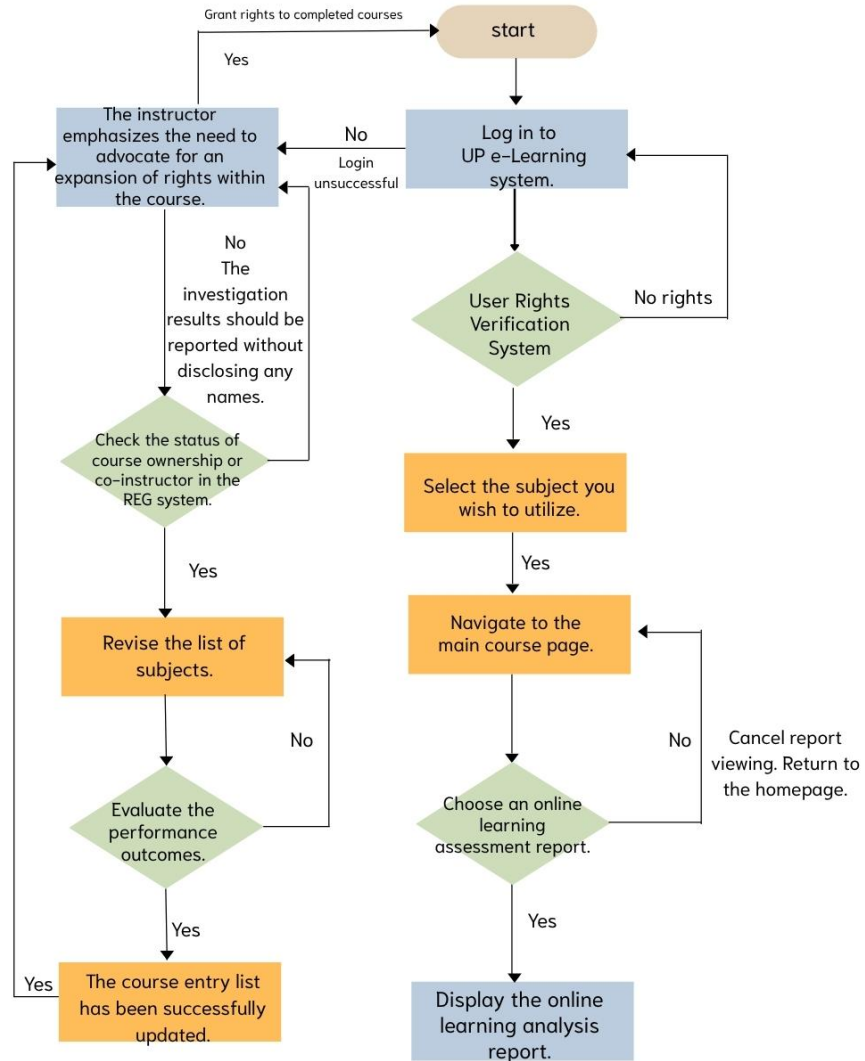 Grant rights to completed courses
start
Yes
The instructor
emphasizes the need to
advocate for an
expansion of rights within
the course.
No
Login
unsuccessful
Log in to
UP e-Learning
system.
No
The
investigation
results should be
reported without
disclosing any
names.
User Rights
Verification
System
No rights
Yes
Check the status of
course ownership or
co-instructor in the
REG system.
Select the subject you
wish to utilize.
Yes
Yes
Revise the list of
subjects.
Navigate to the
main course page.
No
No
Cancel report
viewing. Return to
the homepage.
Evaluate the
performance
outcomes.
Choose an online
learning
assessment report.
Yes
Yes
Yes
The course entry list
has been successfully
updated.
Display the online
learning analysis
report.